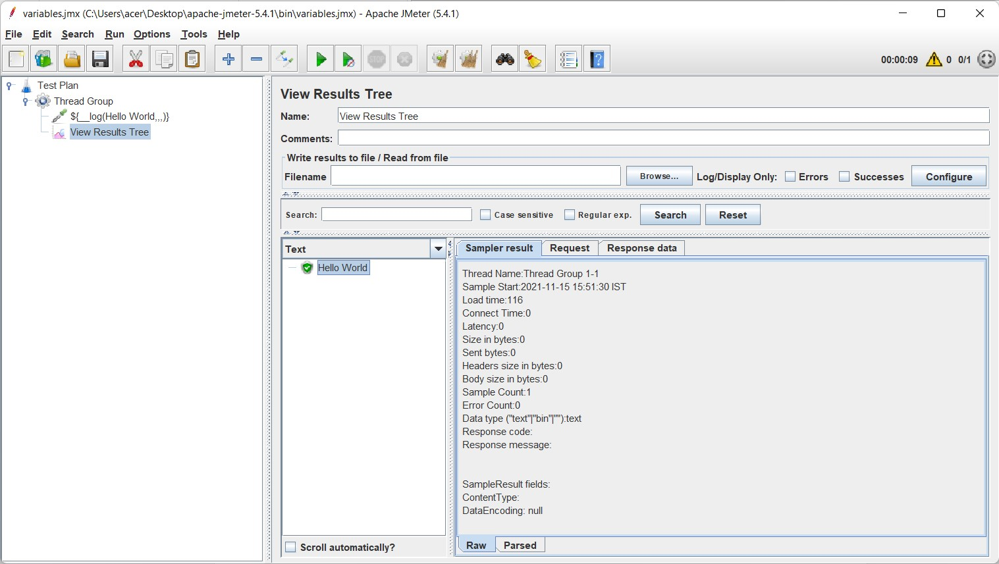 variables.jmx (C:\Users\acer\Desktop\apache-jmeter-5.4.1\bin\variables.jmx) - Apache JMeter (5.4.1)
File Edit Search Run Options Tools Help
STOP
00:00:09 0 0/1
Test Plan
Thread Group
${__log(Hello World,,,)}
View Results Tree
View Results Tree
Name: View Results Tree
Comments:
Write results to file / Read from file
Filename Browse... Log/Display Only: Errors Successes Configure
Search: Case sensitive Regular exp. Search Reset
Text
Hello World
Scroll automatically?
Sampler result Request Response data
Thread Name:Thread Group 1-1
Sample Start:2021-11-15 15:51:30 IST
Load time:116
Connect Time:0
Latency:0
Size in bytes:0
Sent bytes:0
Headers size in bytes:0
Body size in bytes:0
Sample Count:1
Error Count:0
Data type ("text"|"bin"|""):text
Response code:
Response message:
SampleResult fields:
ContentType:
DataEncoding: null
Raw Parsed